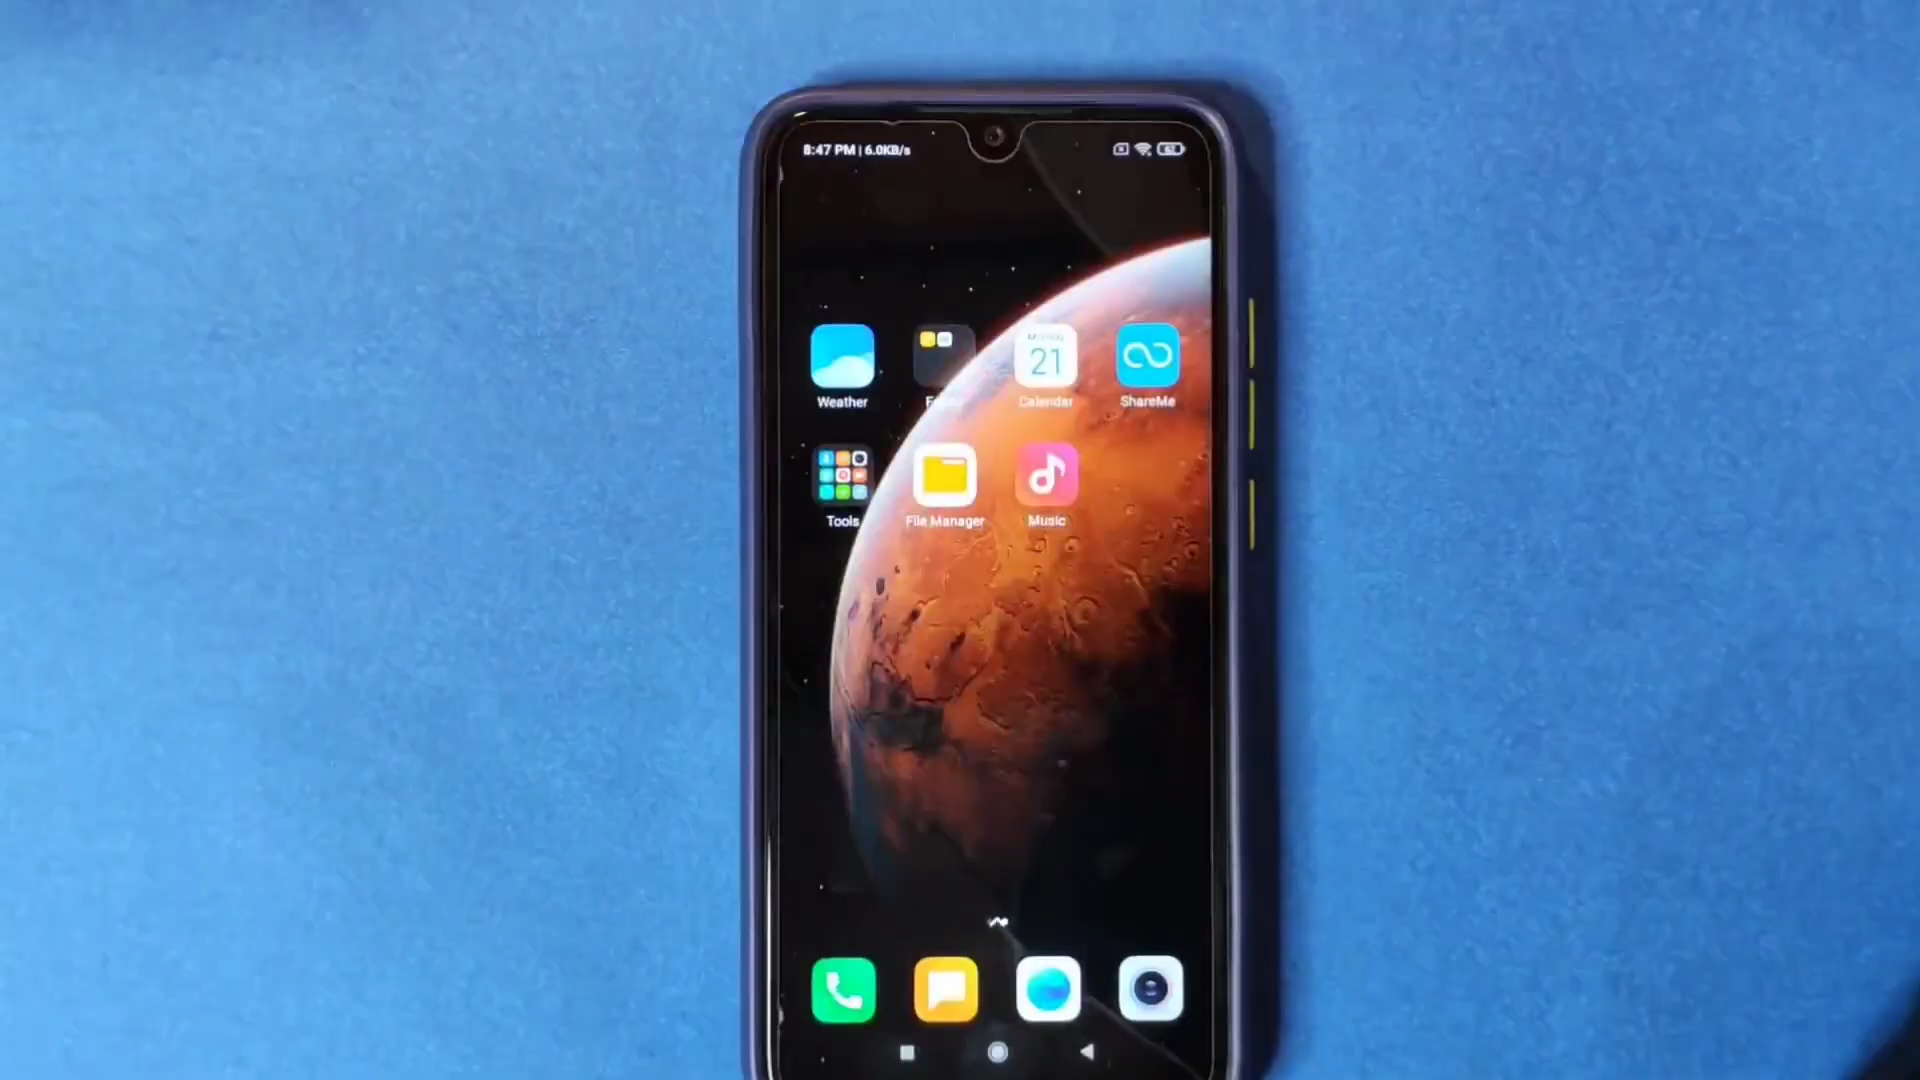 8:47 PM | 6.0KB/s
Weather
21
Calendar
ShareMe
Tools
File Manager
Music